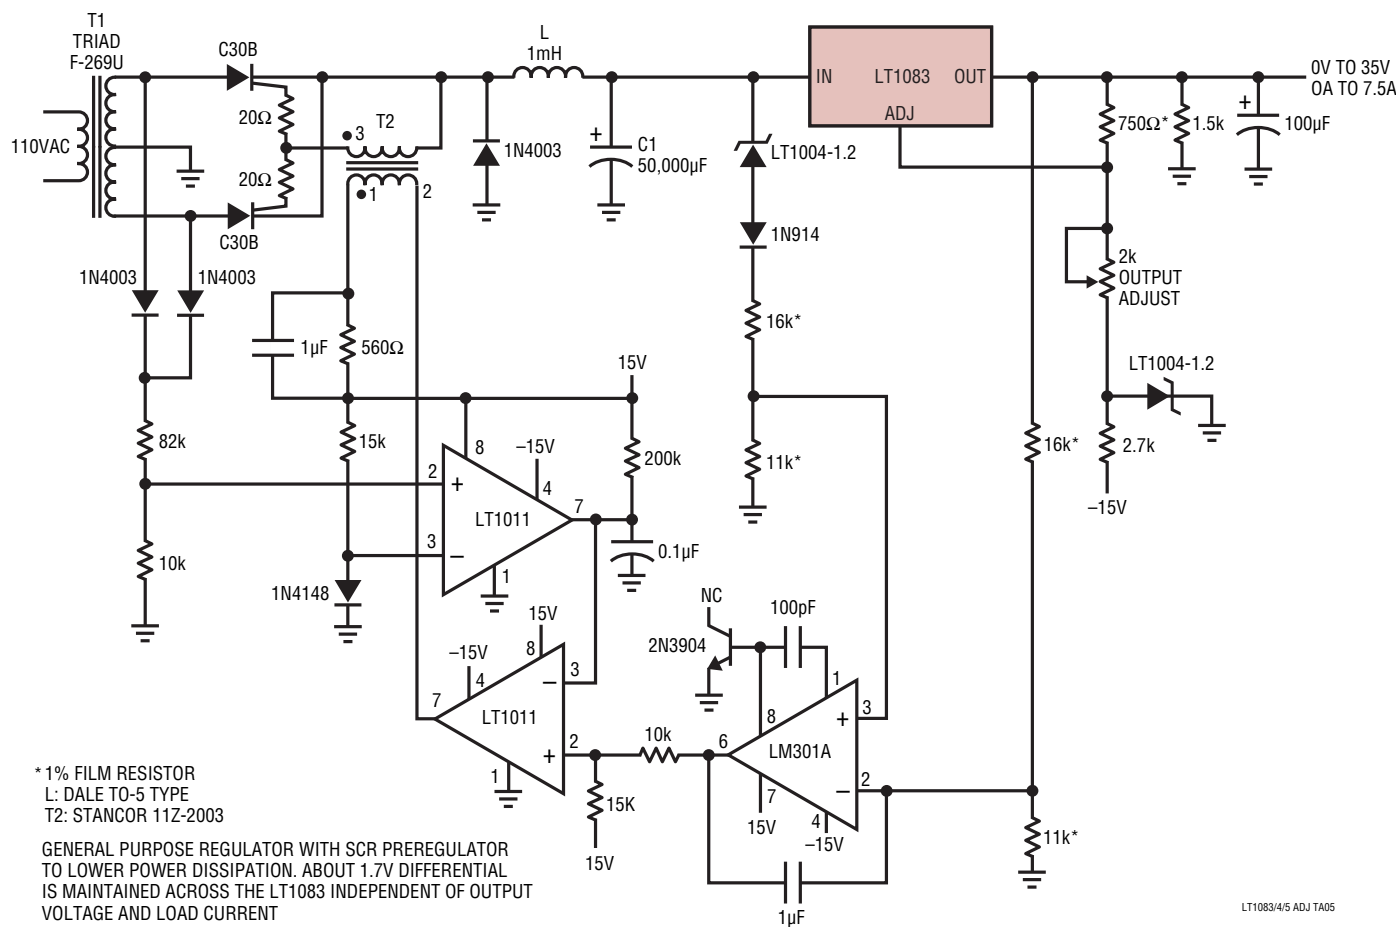 T1
TRIAD
F-269U
110VAC
C30B
20Ω
20Ω
C30B
T2
3
1
2
L
1mH
1N4003
+
C1
50,000µF
IN
LT1083
OUT
ADJ
0V TO 35V
OA TO 7.5A
750Ω*
1.5k
+
100µF
LT1004-1.2
1N914
16k*
11k*
2k
OUTPUT
ADJUST
LT1004-1.2
16k*
2.7k
–15V
1N4003
1N4003
1µF
560Ω
82k
15k
10k
1N4148
15V
200k
8
–15V
4
2
+
LT1011
7
3
–
1
0.1µF
15V
8
–15V
4
3
–
7
LT1011
2
+
1
NC
2N3904
100pF
1
8
3
+
10k
6
LM301A
2
–
7
15V
4
–15V
15K
15V
11k*
1µF
* 1% FILM RESISTOR
L: DALE TO-5 TYPE
T2: STANCOR 11Z-2003
GENERAL PURPOSE REGULATOR WITH SCR PREREGULATOR
TO LOWER POWER DISSIPATION. ABOUT 1.7V DIFFERENTIAL
IS MAINTAINED ACROSS THE LT1083 INDEPENDENT OF OUTPUT
VOLTAGE AND LOAD CURRENT
LT1083/4/5 ADJ TA05